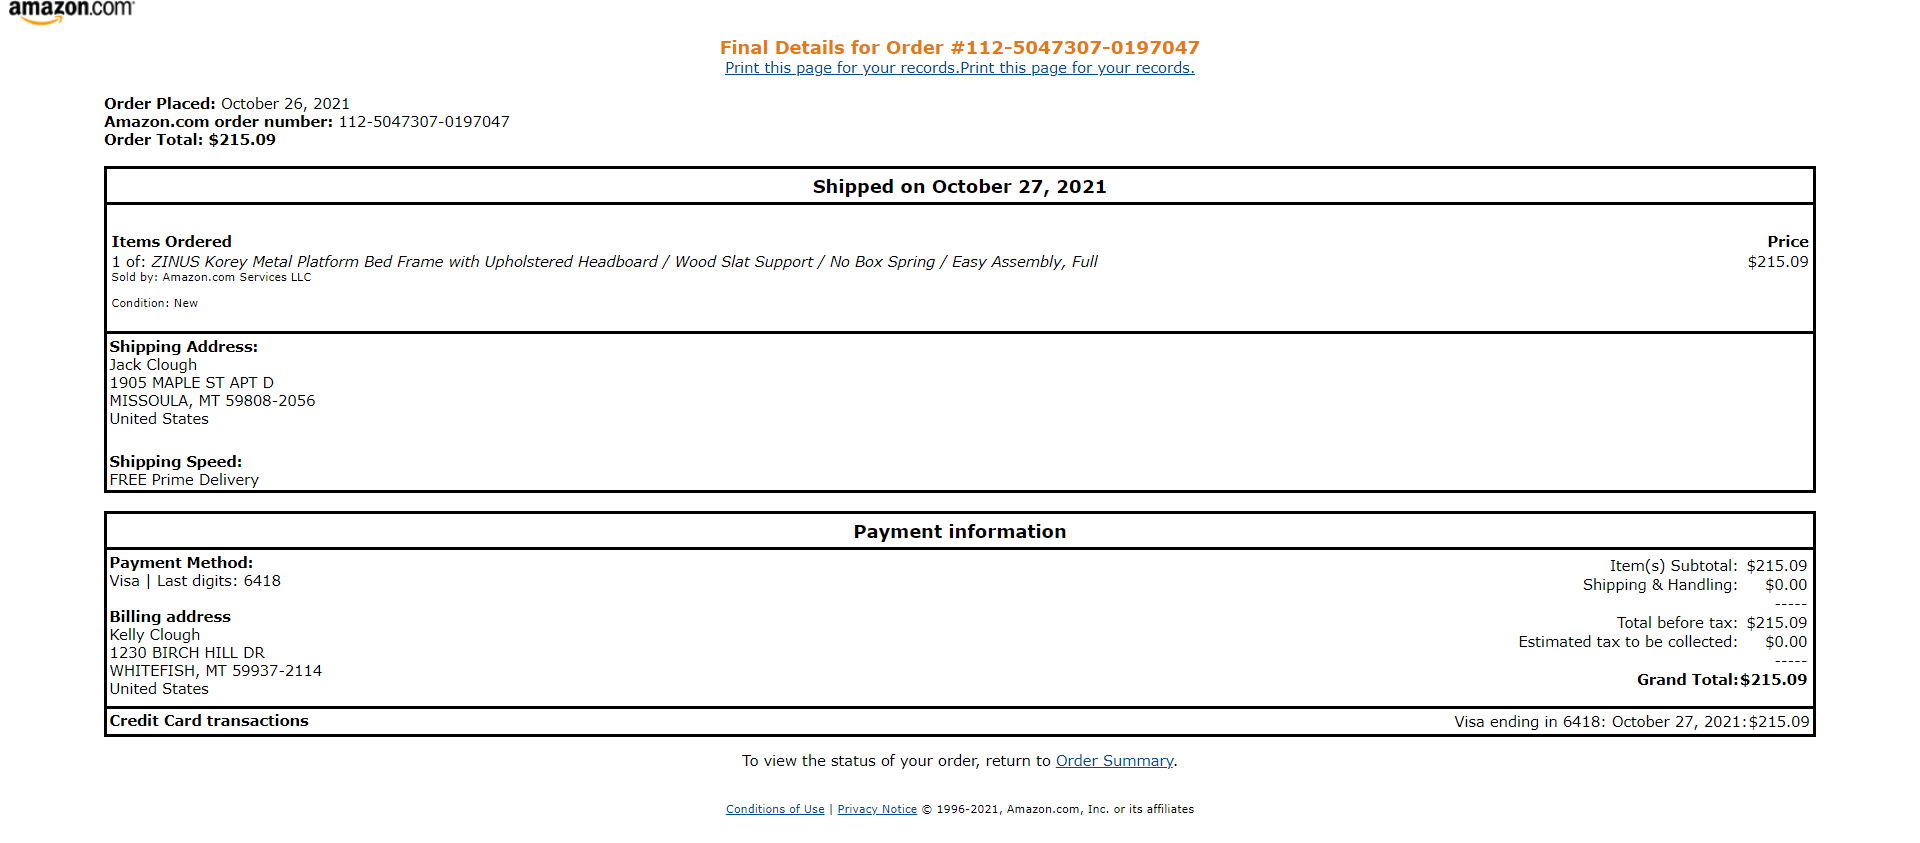 amazon.com
Final Details for Order #112-5047307-0197047
Print this page for your records.Print this page for your records.
Order Placed: October 26, 2021
Amazon.com order number: 112-5047307-0197047
Order Total: $215.09
Shipped on October 27, 2021
Items Ordered Price
1 of: ZINUS Korey Metal Platform Bed Frame with Upholstered Headboard / Wood Slat Support / No Box Spring / Easy Assembly, Full $215.09
Sold by: Amazon.com Services LLC
Condition: New
Shipping Address:
Jack Clough
1905 MAPLE ST APT D
MISSOULA, MT 59808-2056
United States
Shipping Speed:
FREE Prime Delivery
Payment information
Payment Method:
Visa | Last digits: 6418
Billing address
Kelly Clough
1230 BIRCH HILL DR
WHITEFISH, MT 59937-2114
United States
Item(s) Subtotal: $215.09
Shipping & Handling: $0.00
-----
Total before tax: $215.09
Estimated tax to be collected: $0.00
-----
Grand Total:$215.09
Credit Card transactions Visa ending in 6418: October 27, 2021:$215.09
To view the status of your order, return to Order Summary.
Conditions of Use | Privacy Notice © 1996-2021, Amazon.com, Inc. or its affiliates